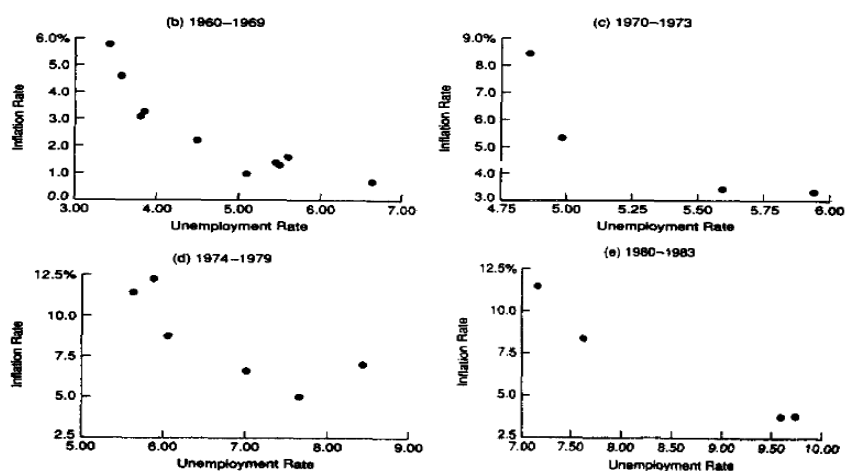 (b) 1960–1969
6.0%
5.0
4.0
3.0
2.0
1.0
0.0
Inflation Rate
3.00 4.00 5.00 6.00 7.00
Unemployment Rate
(c) 1970–1973
9.0%
8.0
7.0
6.0
5.0
4.0
3.0
Inflation Rate
4.75 5.00 5.25 5.50 5.75 6.00
Unemployment Rate
(d) 1974–1979
12.5%
10.0
7.5
5.0
2.5
Inflation Rate
5.00 6.00 7.00 8.00 9.00
Unemployment Rate
(e) 1980–1983
12.5%
10.0
7.5
5.0
2.5
Inflation Rate
7.00 7.50 8.00 8.50 9.00 9.50 10.00
Unemployment Rate